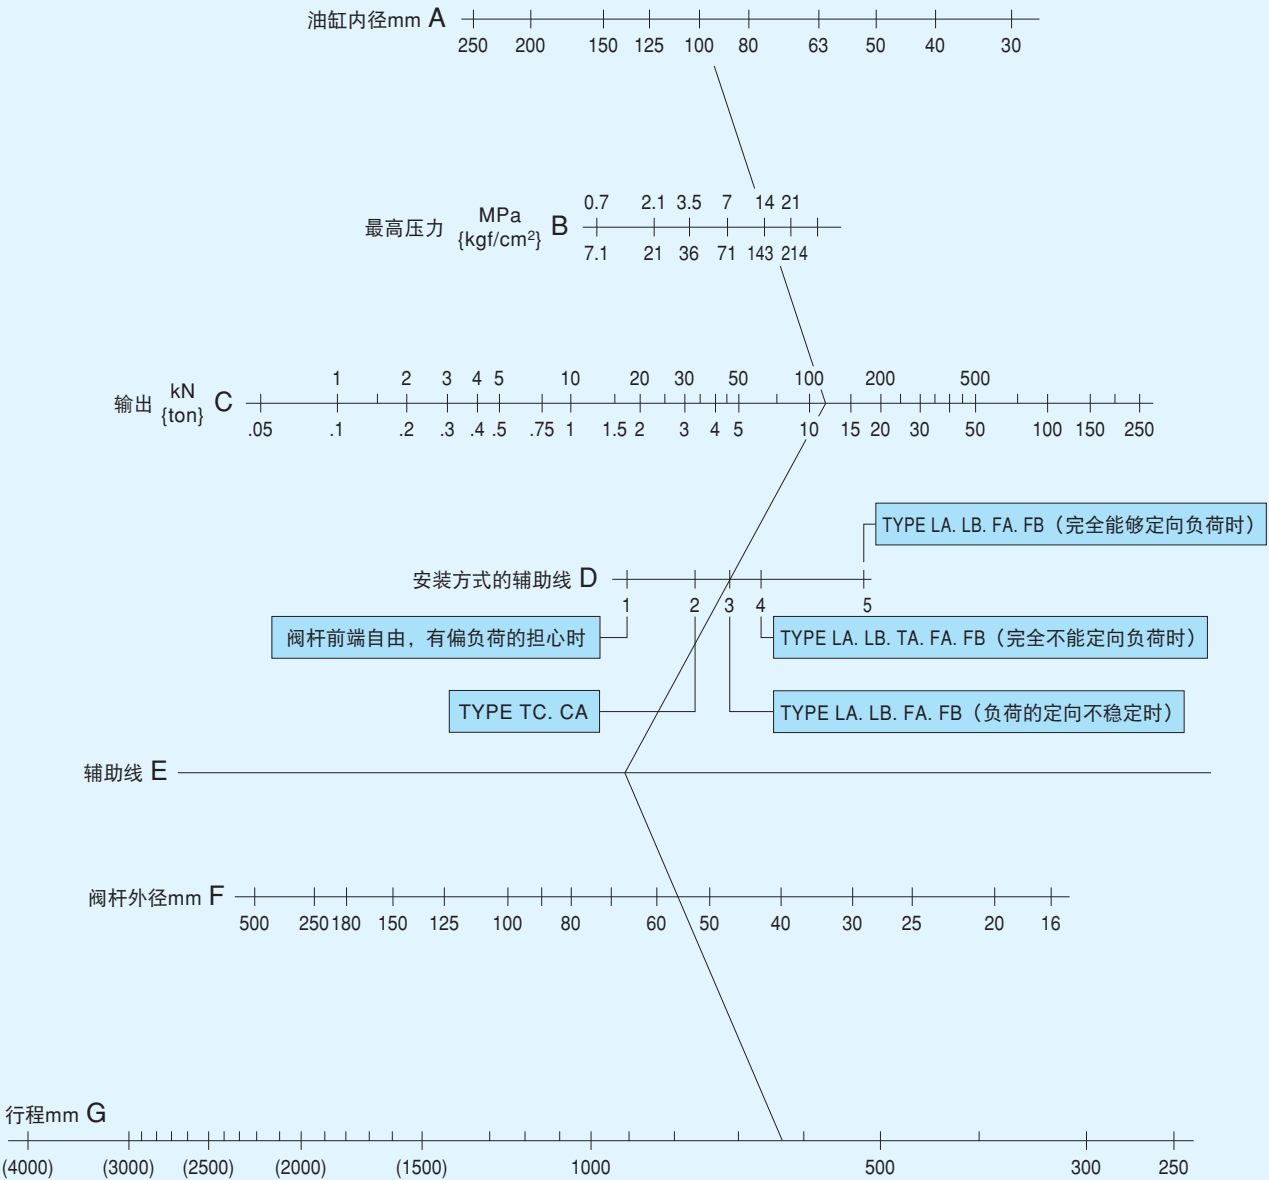 油缸内径mm A
250 200 150 125 100 80 63 50 40 30
0.7 2.1 3.5 7 14 21
最高压力 MPa {kgf/cm²} B
7.1 21 36 71 143 214
1 2 3 4 5 10 20 30 50 100 200 500
输出 kN {ton} C
.05 .1 .2 .3 .4 .5 .75 1 1.5 2 3 4 5 10 15 20 30 50 100 150 250
TYPE LA. LB. FA. FB（完全能够定向负荷时）
安装方式的辅助线 D
1 2 3 4 5
阀杆前端自由，有偏负荷的担心时
TYPE LA. LB. TA. FA. FB（完全不能定向负荷时）
TYPE TC. CA
TYPE LA. LB. FA. FB（负荷的定向不稳定时）
辅助线 E
阀杆外径mm F
500 250 180 150 125 100 80 60 50 40 30 25 20 16
行程mm G
(4000) (3000) (2500) (2000) (1500) 1000 500 300 250